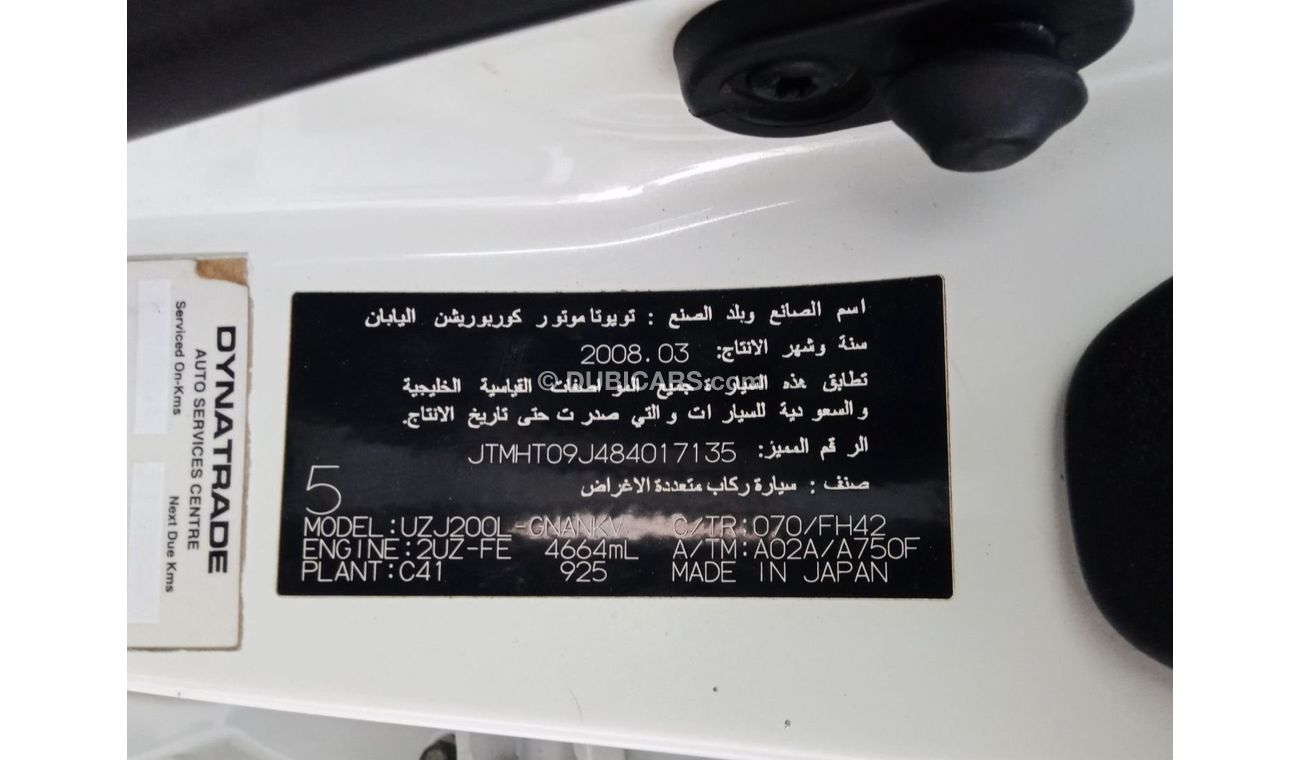 اسم الصانع وبلد الصنع : تويوتا موتور كوربوريشن اليابان
سنة وشهر الانتاج: 2008.03
تطابق هذه السيارة جميع المواصفات القياسية الخليجية
والسعودية للسيارات والتي صدرت حتى تاريخ الانتاج.
الرقم المميز: JTMHT09J484017135
صنف : سيارة ركاب متعددة الاغراض
5
MODEL:UZJ200L-GNANKV C/TR:070/FH42
ENGINE:2UZ-FE 4664mL A/TM:A02A/A750F
PLANT:C41 925 MADE IN JAPAN
© DUBICARS.com
DYNATRADE
AUTO SERVICES CENTRE
Serviced On-Kms
Next Due Kms